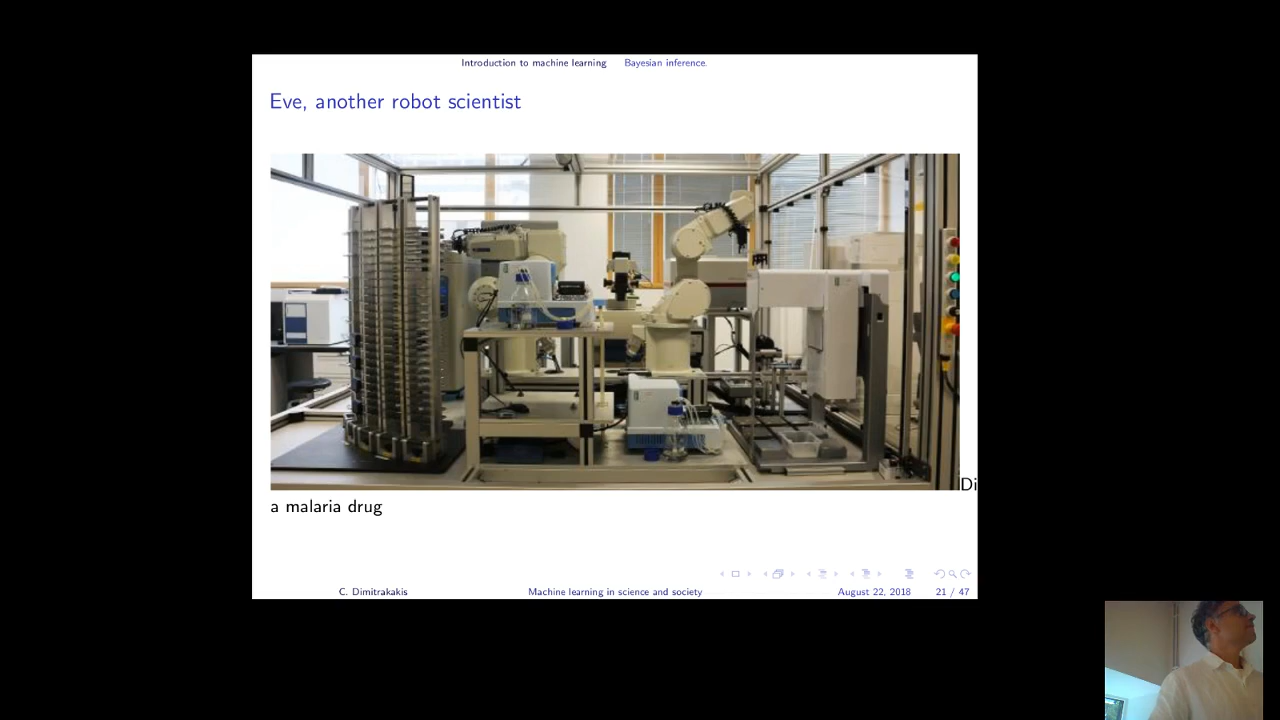 Introduction to machine learning Bayesian inference.
Eve, another robot scientist
Di
a malaria drug
C. Dimitrakakis Machine learning in science and society August 22, 2018 21 / 47